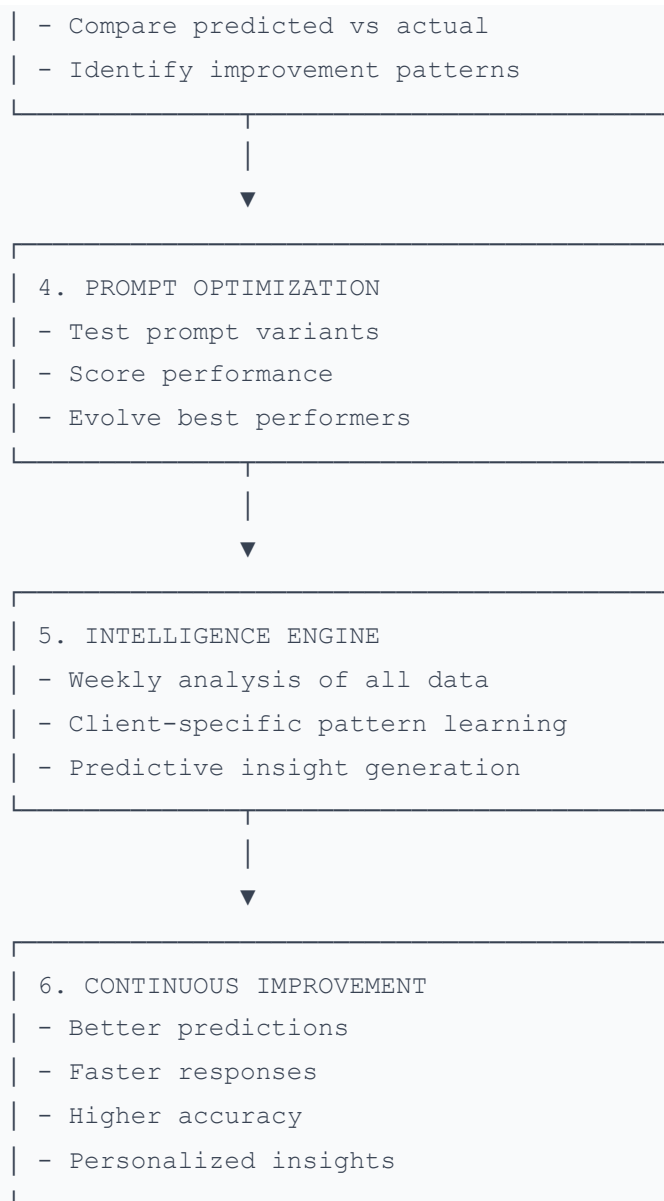 - Compare predicted vs actual
- Identify improvement patterns
4. PROMPT OPTIMIZATION
- Test prompt variants
- Score performance
- Evolve best performers
5. INTELLIGENCE ENGINE
- Weekly analysis of all data
- Client-specific pattern learning
- Predictive insight generation
6. CONTINUOUS IMPROVEMENT
- Better predictions
- Faster responses
- Higher accuracy
- Personalized insights